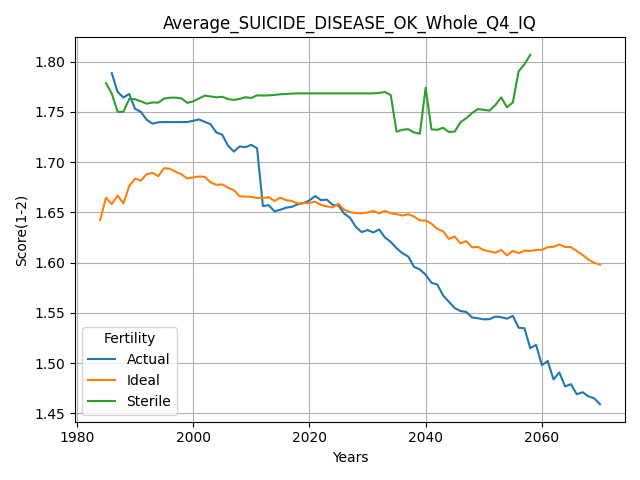 Average_SUICIDE_DISEASE_OK_Whole_Q4_IQ
Score(1-2)
1.80
1.75
1.70
1.65
1.60
1.55
1.50
1.45
Fertility
Actual
Ideal
Sterile
1980
2000
2020
2040
2060
Years